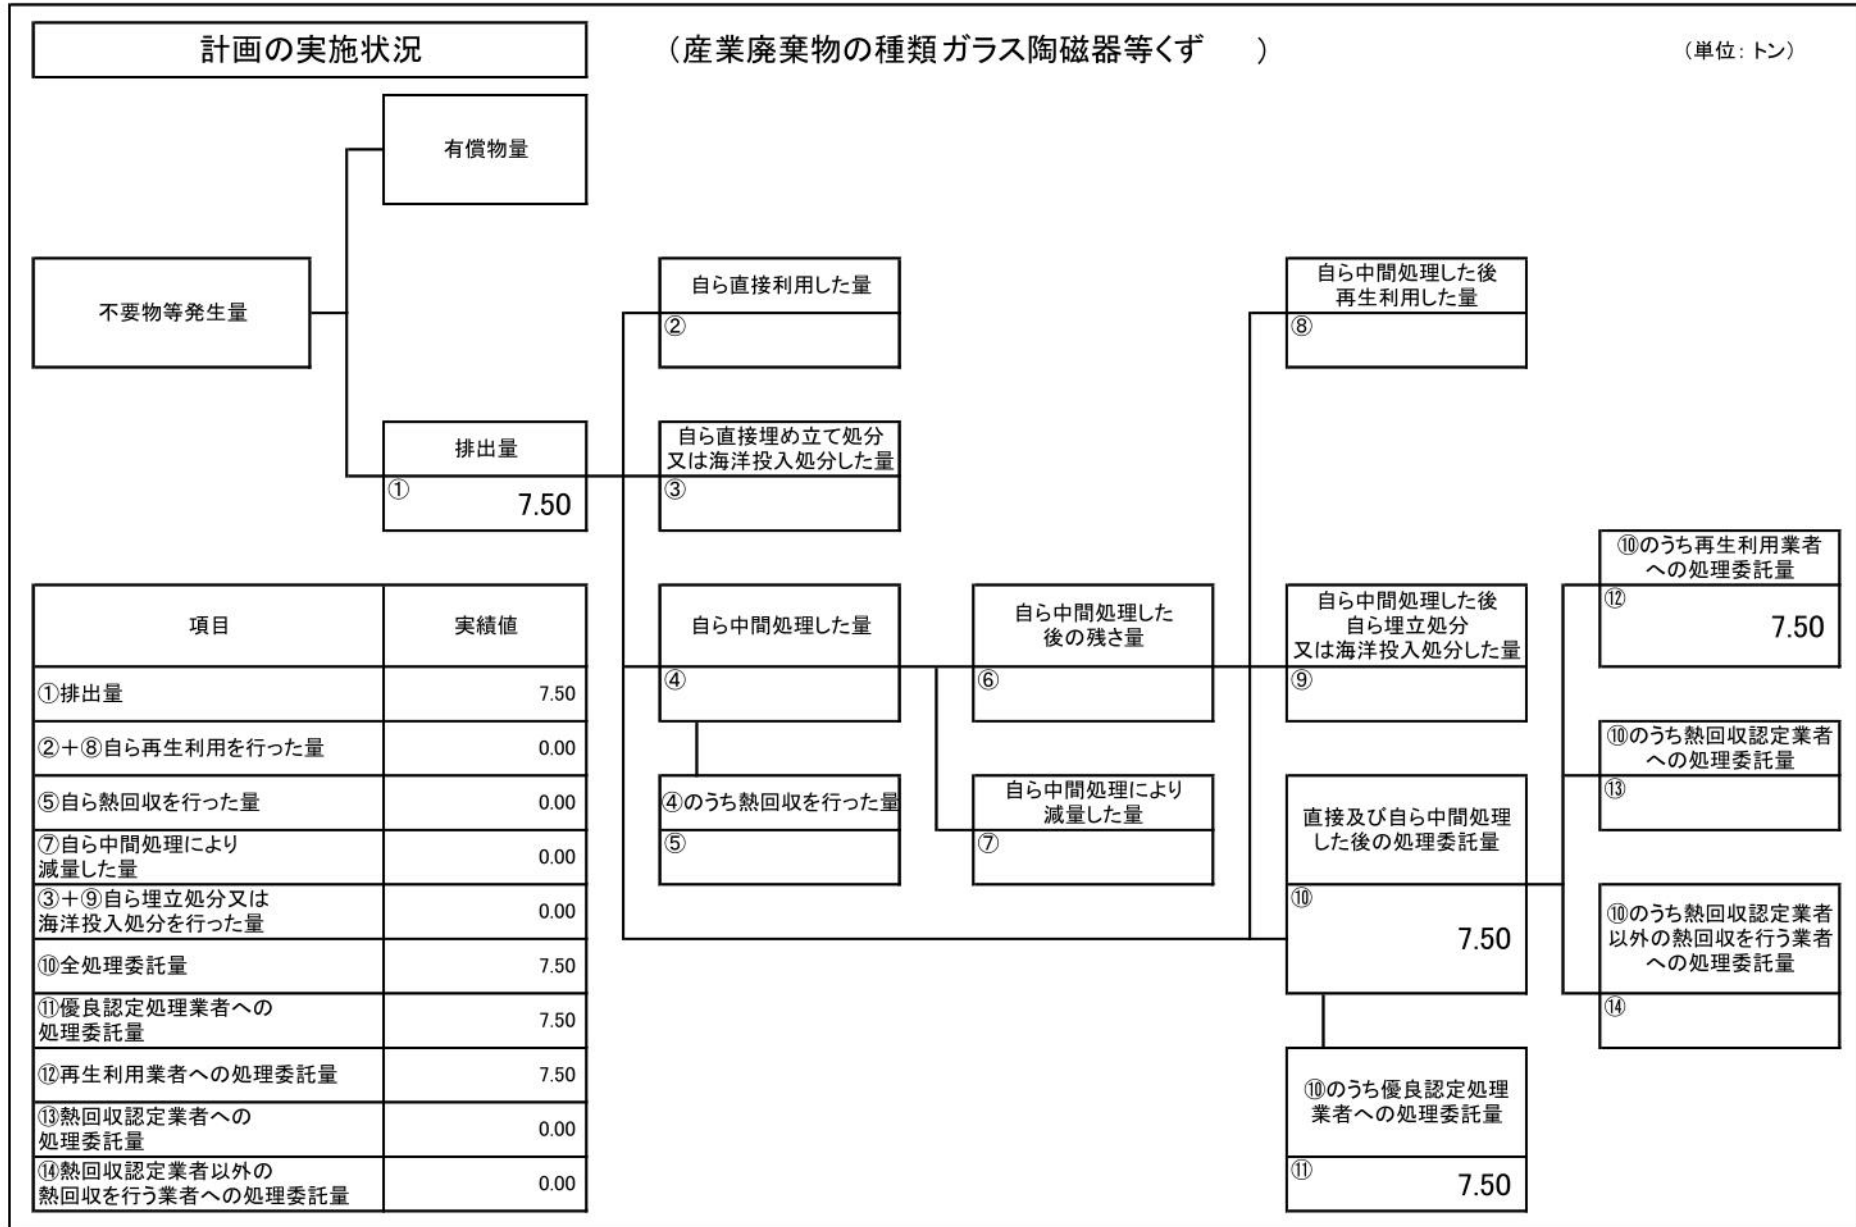 計画の実施状況
（産業廃棄物の種類ガラス陶磁器等くず　　）
（単位：トン）
有償物量
不要物等発生量
自ら直接利用した量
②
自ら中間処理した後
再生利用した量
⑧
排出量
①
7.50
自ら直接埋め立て処分
又は海洋投入処分した量
③
⑩のうち再生利用業者
への処理委託量
⑫
7.50
自ら中間処理した量
④
自ら中間処理した
後の残さ量
⑥
自ら中間処理した後
自ら埋立処分
又は海洋投入処分した量
⑨
⑩のうち熱回収認定業者
への処理委託量
⑬
④のうち熱回収を行った量
⑤
自ら中間処理により
減量した量
⑦
直接及び自ら中間処理
した後の処理委託量
⑩
7.50
⑩のうち熱回収認定業者
以外の熱回収を行う業者
への処理委託量
⑭
⑩のうち優良認定処理
業者への処理委託量
⑪
7.50
項目 実績値
①排出量 7.50
②＋⑧自ら再生利用を行った量 0.00
⑤自ら熱回収を行った量 0.00
⑦自ら中間処理により
減量した量 0.00
③＋⑨自ら埋立処分又は
海洋投入処分を行った量 0.00
⑩全処理委託量 7.50
⑪優良認定処理業者への
処理委託量 7.50
⑫再生利用業者への処理委託量 7.50
⑬熱回収認定業者への
処理委託量 0.00
⑭熱回収認定業者以外の
熱回収を行う業者への処理委託量 0.00